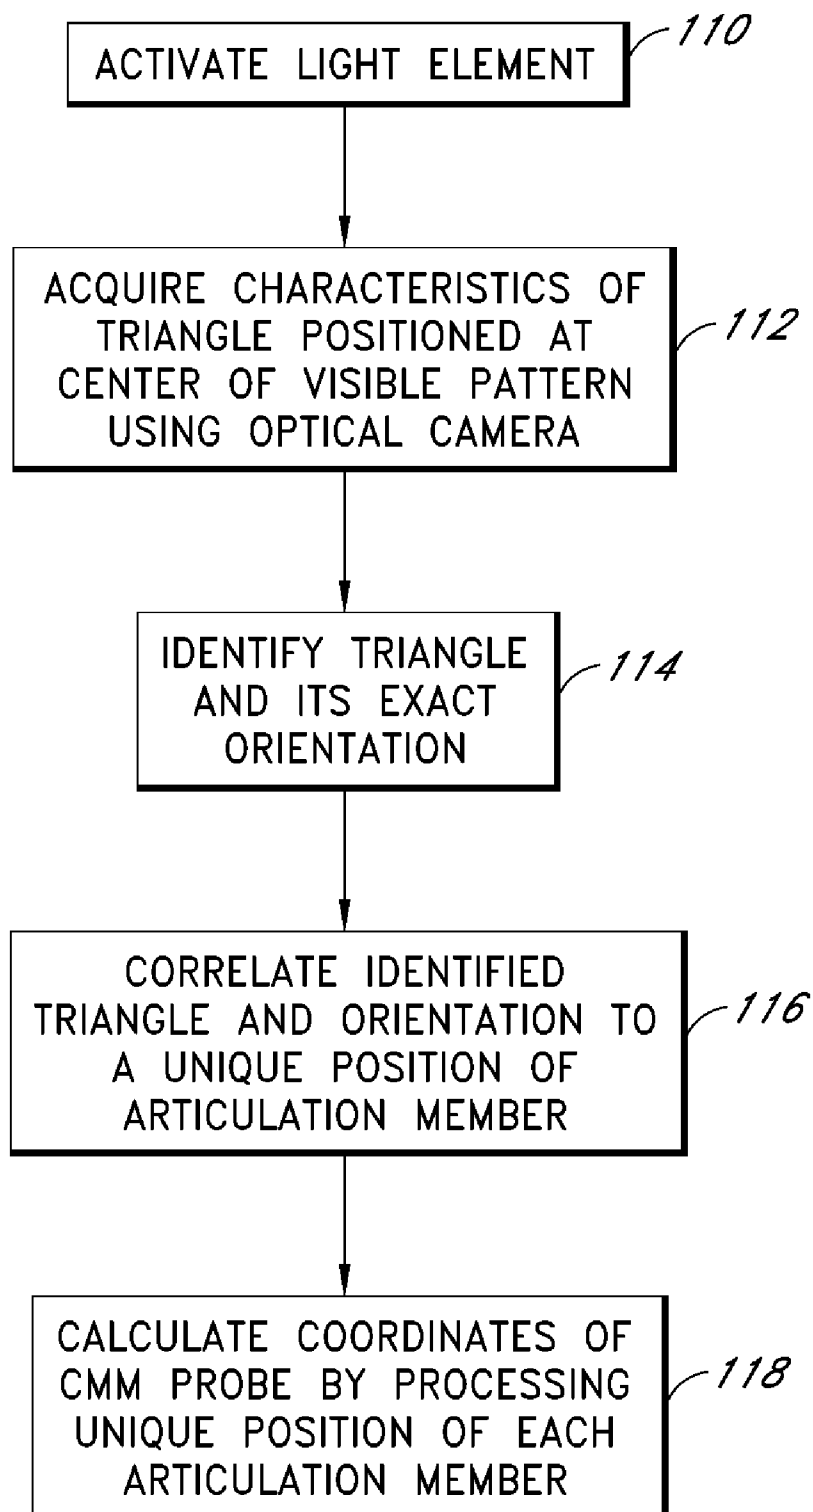 ACTIVATE LIGHT ELEMENT
110
ACQUIRE CHARACTERISTICS OF
TRIANGLE POSITIONED AT
CENTER OF VISIBLE PATTERN
USING OPTICAL CAMERA
112
IDENTIFY TRIANGLE
AND ITS EXACT
ORIENTATION
114
CORRELATE IDENTIFIED
TRIANGLE AND ORIENTATION TO
A UNIQUE POSITION OF
ARTICULATION MEMBER
116
CALCULATE COORDINATES OF
CMM PROBE BY PROCESSING
UNIQUE POSITION OF EACH
ARTICULATION MEMBER
118